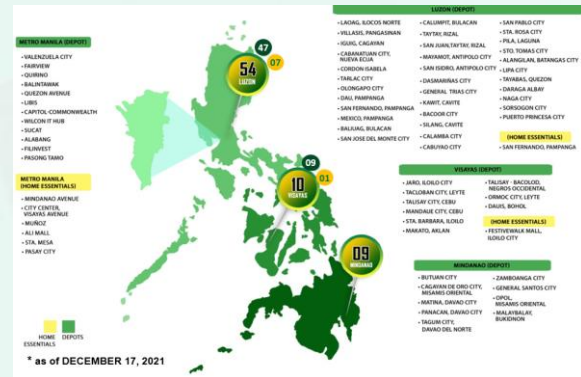 METRO MANILA (DEPOT)
• VALENZUELA CITY
• FAIRVIEW
• QUIRINO
• BALINTAWAK
• QUEZON AVENUE
• LIBIS
• CAPITOL-COMMONWEALTH
• WILCON IT HUB
• SUCAT
• ALABANG
• FILINVEST
• PASONG TAMO
METRO MANILA
(HOME ESSENTIALS)
• MINDANAO AVENUE
• CITY CENTER,
VISAYAS AVENUE
• MUÑOZ
• ALI MALL
• STA. MESA
• PASAY CITY
HOME
ESSENTIALS
DEPOTS
* as of DECEMBER 17, 2021
47
07
54
LUZON
09
01
10
VISAYAS
09
MINDANAO
LUZON (DEPOT)
• LAOAG, ILOCOS NORTE
• VILLASIS, PANGASINAN
• IGUIG, CAGAYAN
• CABANATUAN CITY,
NUEVA ECIJA
• CORDON ISABELA
• TARLAC CITY
• OLONGAPO CITY
• DAU, PAMPANGA
• SAN FERNANDO, PAMPANGA
• MEXICO, PAMPANGA
• BALIUAG, BULACAN
• SAN JOSE DEL MONTE CITY
• CALUMPIT, BULACAN
• TAYTAY, RIZAL
• SAN JUAN,TAYTAY, RIZAL
• MAYAMOT, ANTIPOLO CITY
• SAN ISIDRO, ANTIPOLO CITY
• DASMARIÑAS CITY
• GENERAL TRIAS CITY
• KAWIT, CAVITE
• BACOOR CITY
• SILANG, CAVITE
• CALAMBA CITY
• CABUYAO CITY
• SAN PABLO CITY
• STA. ROSA CITY
• PILA, LAGUNA
• STO. TOMAS CITY
• ALANGILAN, BATANGAS CITY
• LIPA CITY
• TAYABAS, QUEZON
• DARAGA ALBAY
• NAGA CITY
• SORSOGON CITY
• PUERTO PRINCESA CITY
(HOME ESSENTIALS)
• SAN FERNANDO, PAMPANGA
VISAYAS (DEPOT)
• JARO, ILOILO CITY
• TACLOBAN CITY, LEYTE
• TALISAY CITY, CEBU
• MANDAUE CITY, CEBU
• STA. BARBARA, ILOILO
• MAKATO, AKLAN
• TALISAY - BACOLOD,
NEGROS OCCIDENTAL
• ORMOC CITY, LEYTE
• DAUIS, BOHOL
(HOME ESSENTIALS)
• FESTIVEWALK MALL,
ILOILO CITY
MINDANAO (DEPOT)
• BUTUAN CITY
• CAGAYAN DE ORO CITY,
MISAMIS ORIENTAL
• MATINA, DAVAO CITY
• PANACAN, DAVAO CITY
• TAGUM CITY,
DAVAO DEL NORTE
• ZAMBOANGA CITY
• GENERAL SANTOS CITY
• OPOL,
MISAMIS ORIENTAL
• MALAYBALAY,
BUKIDNON